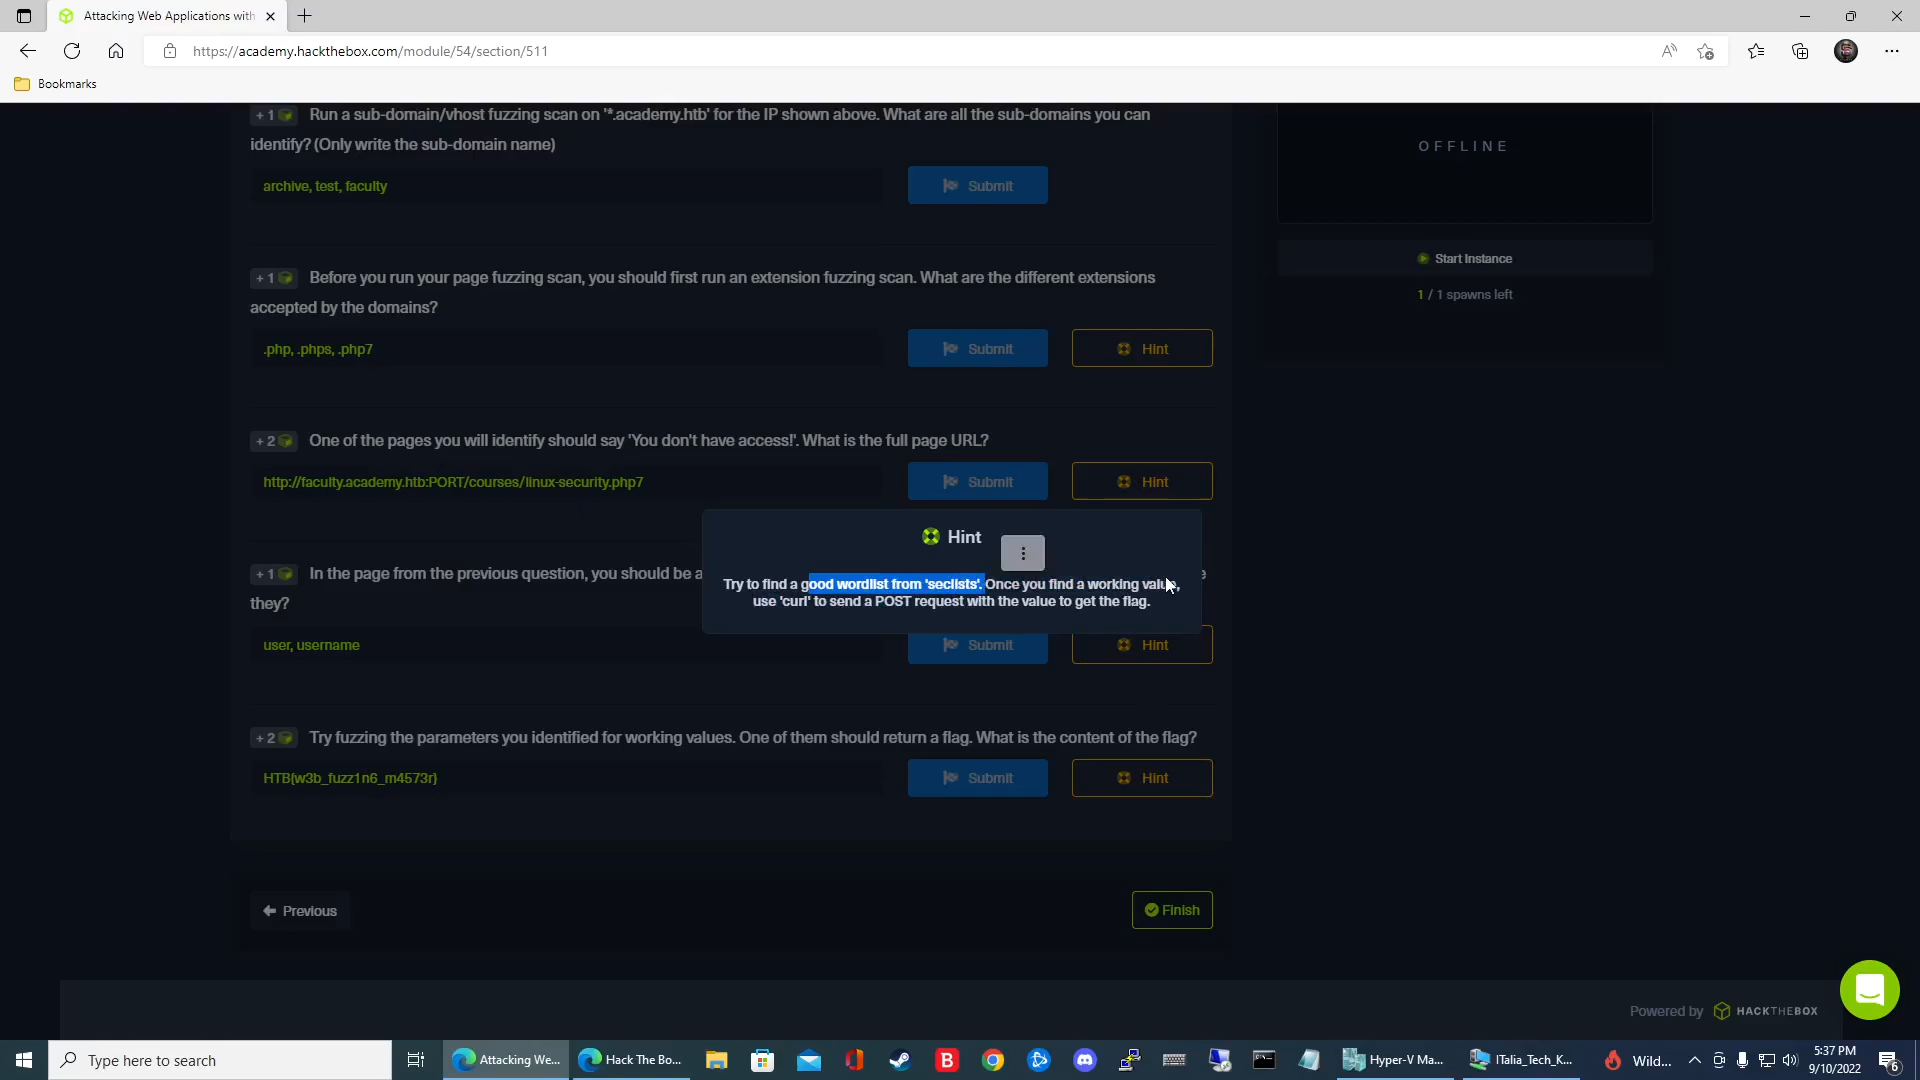 Attacking Web Applications with
https://academy.hackthebox.com/module/54/section/511
Bookmarks
+ 1 Run a sub-domain/vhost fuzzing scan on '*.academy.htb' for the IP shown above. What are all the sub-domains you can
identify? (Only write the sub-domain name)
archive, test, faculty
Submit
OFFLINE
Start Instance
1 / 1 spawns left
+ 1 Before you run your page fuzzing scan, you should first run an extension fuzzing scan. What are the different extensions
accepted by the domains?
.php, .phps, .php7
Submit
Hint
+ 2 One of the pages you will identify should say 'You don't have access!'. What is the full page URL?
http://faculty.academy.htb:PORT/courses/linux-security.php7
Submit
Hint
Hint
Try to find a good wordlist from 'seclists'. Once you find a working value,
use 'curl' to send a POST request with the value to get the flag.
+ 1 In the page from the previous question, you should be a
they?
user, username
Submit
Hint
+ 2 Try fuzzing the parameters you identified for working values. One of them should return a flag. What is the content of the flag?
HTB{w3b_fuzz1n6_m4573r}
Submit
Hint
Previous
Finish
Powered by HACKTHEBOX
Type here to search
Attacking We...
Hack The Bo...
Hyper-V Ma...
ITalia_Tech_K...
Wild...
5:37 PM
9/10/2022
6